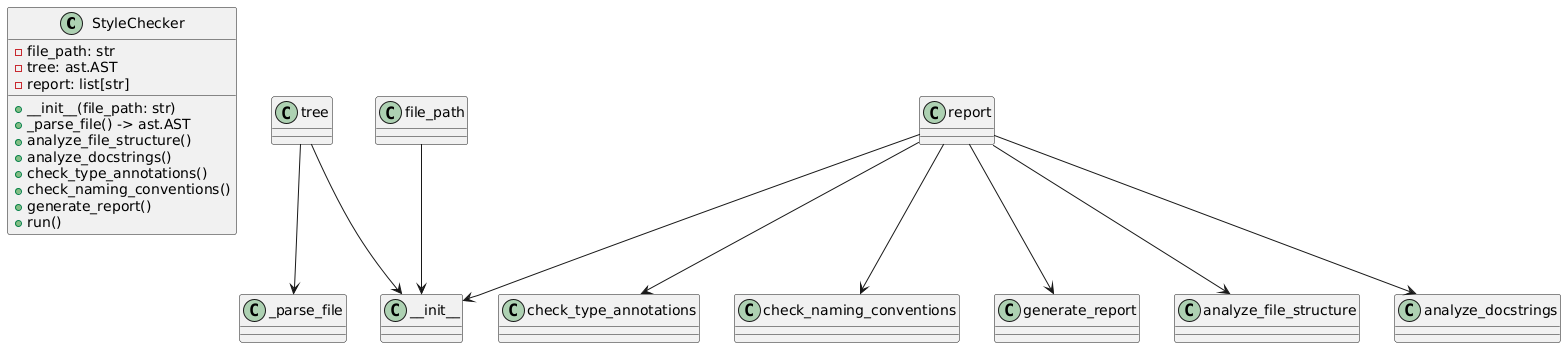 C StyleChecker
file_path: str
tree: ast.AST
report: list[str]
__init__(file_path: str)
_parse_file() -> ast.AST
analyze_file_structure()
analyze_docstrings()
check_type_annotations()
check_naming_conventions()
generate_report()
run()
C tree
C file_path
C report
C _parse_file
C __init__
C check_type_annotations
C check_naming_conventions
C generate_report
C analyze_file_structure
C analyze_docstrings